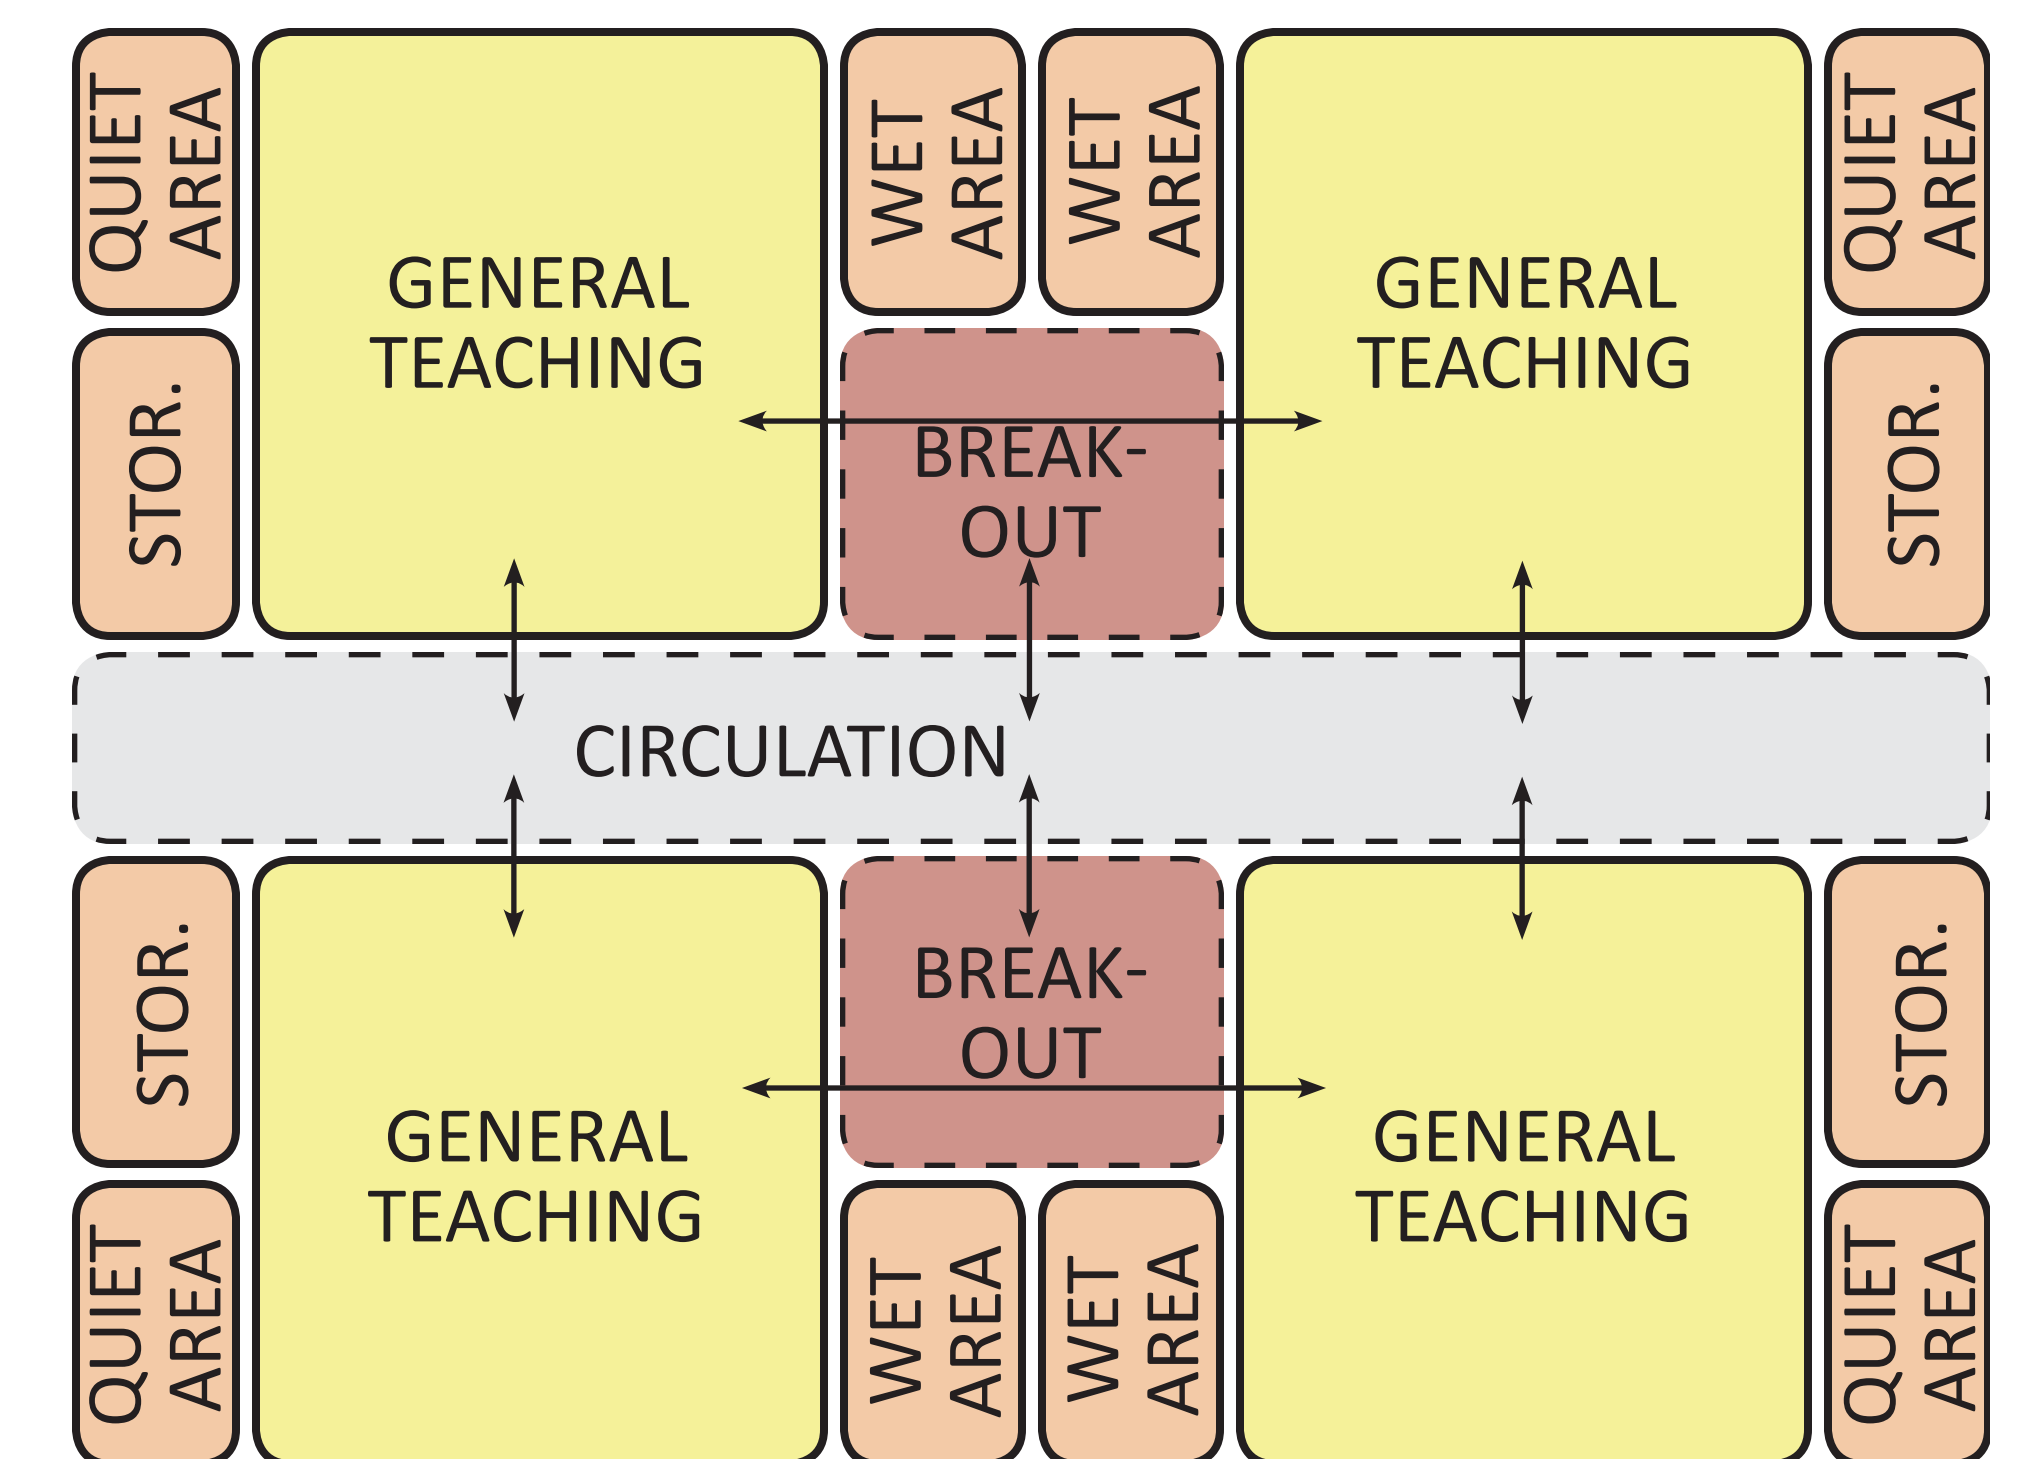 QUIET
AREA
GENERAL
TEACHING
WET
AREA
WET
AREA
GENERAL
TEACHING
QUIET
AREA
STOR.
BREAK-
OUT
STOR.
CIRCULATION
STOR.
GENERAL
TEACHING
BREAK-
OUT
GENERAL
TEACHING
STOR.
QUIET
AREA
WET
AREA
WET
AREA
QUIET
AREA